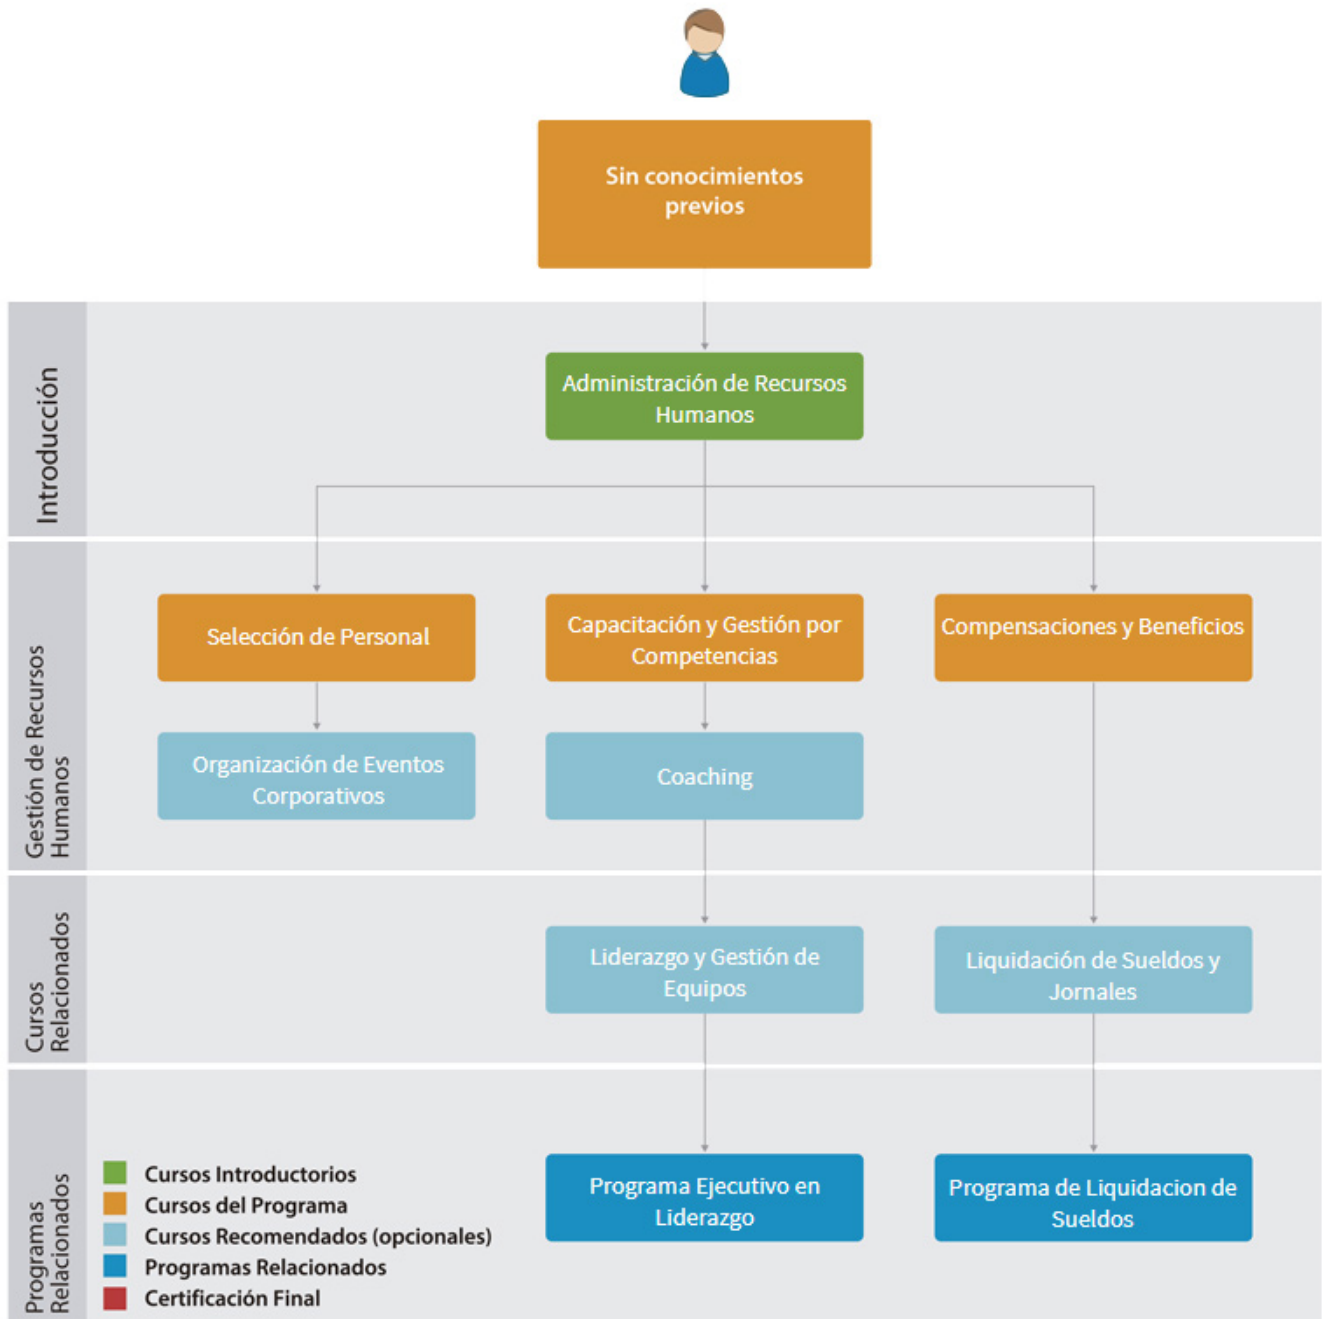 Sin conocimientos
previos
Introducción
Administración de Recursos
Humanos
Gestión de Recursos
Humanos
Selección de Personal
Capacitación y Gestión por
Competencias
Compensaciones y Beneficios
Organización de Eventos
Corporativos
Coaching
Cursos
Relacionados
Liderazgo y Gestión de
Equipos
Liquidación de Sueldos y
Jornales
Programas
Relacionados
Programa Ejecutivo en
Liderazgo
Programa de Liquidacion de
Sueldos
Cursos Introductorios
Cursos del Programa
Cursos Recomendados (opcionales)
Programas Relacionados
Certificación Final